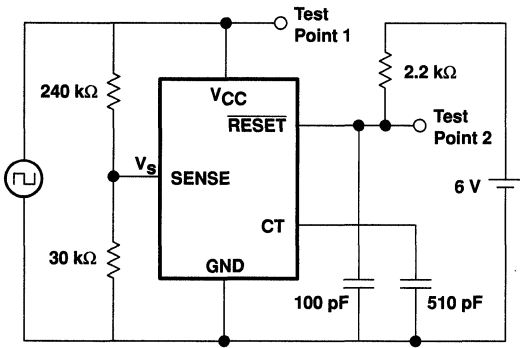 Test
Point 1
240 kΩ
2.2 kΩ
VCC
RESET
Test
Point 2
Vs
SENSE
6 V
CT
30 kΩ
GND
100 pF
510 pF